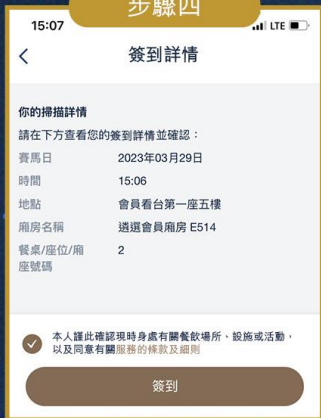 步驟四
15:07 LTE
簽到詳情
你的掃描詳情
請在下方查看您的簽到詳情並確認：
賽馬日 2023年03月29日
時間 15:06
地點 會員看台第一座五樓
廂房名稱 遴選會員廂房 E514
餐桌/座位/廂 2
座號碼
本人謹此確認現時身處有關餐飲場所、設施或活動，
以及同意有關服務的條款及細則
簽到